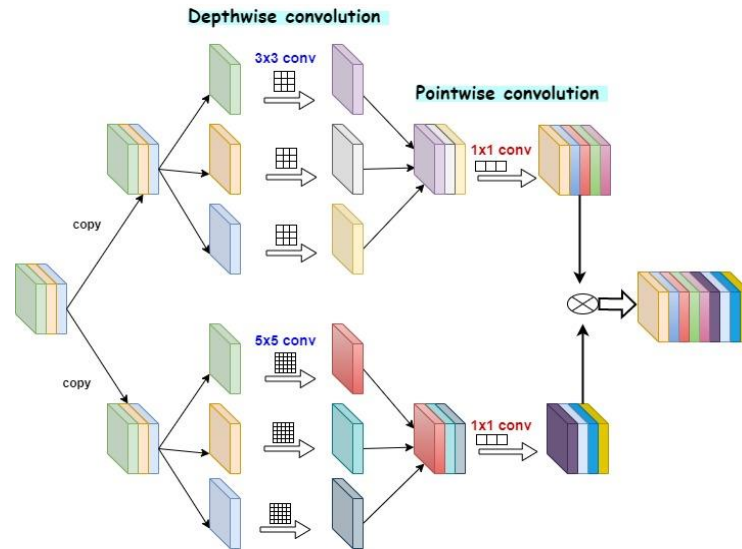 Depthwise convolution
3x3 conv
Pointwise convolution
1x1 conv
copy
copy
5x5 conv
1x1 conv